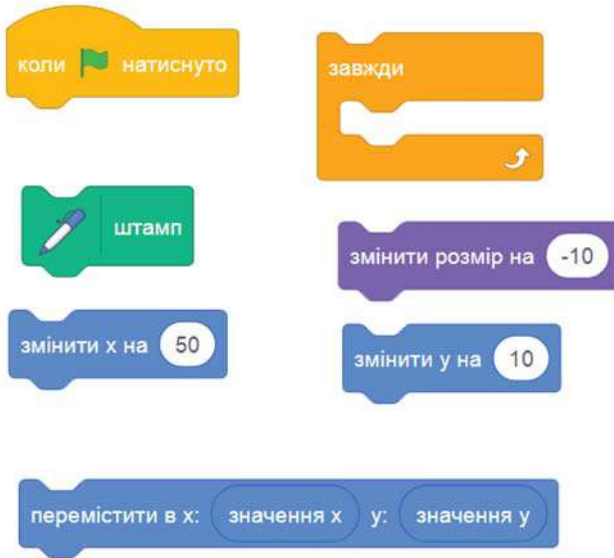 коли натиснуто
завжди
штамп
змінити розмір на -10
змінити x на 50
змінити y на 10
перемістити в x: значення x y: значення y